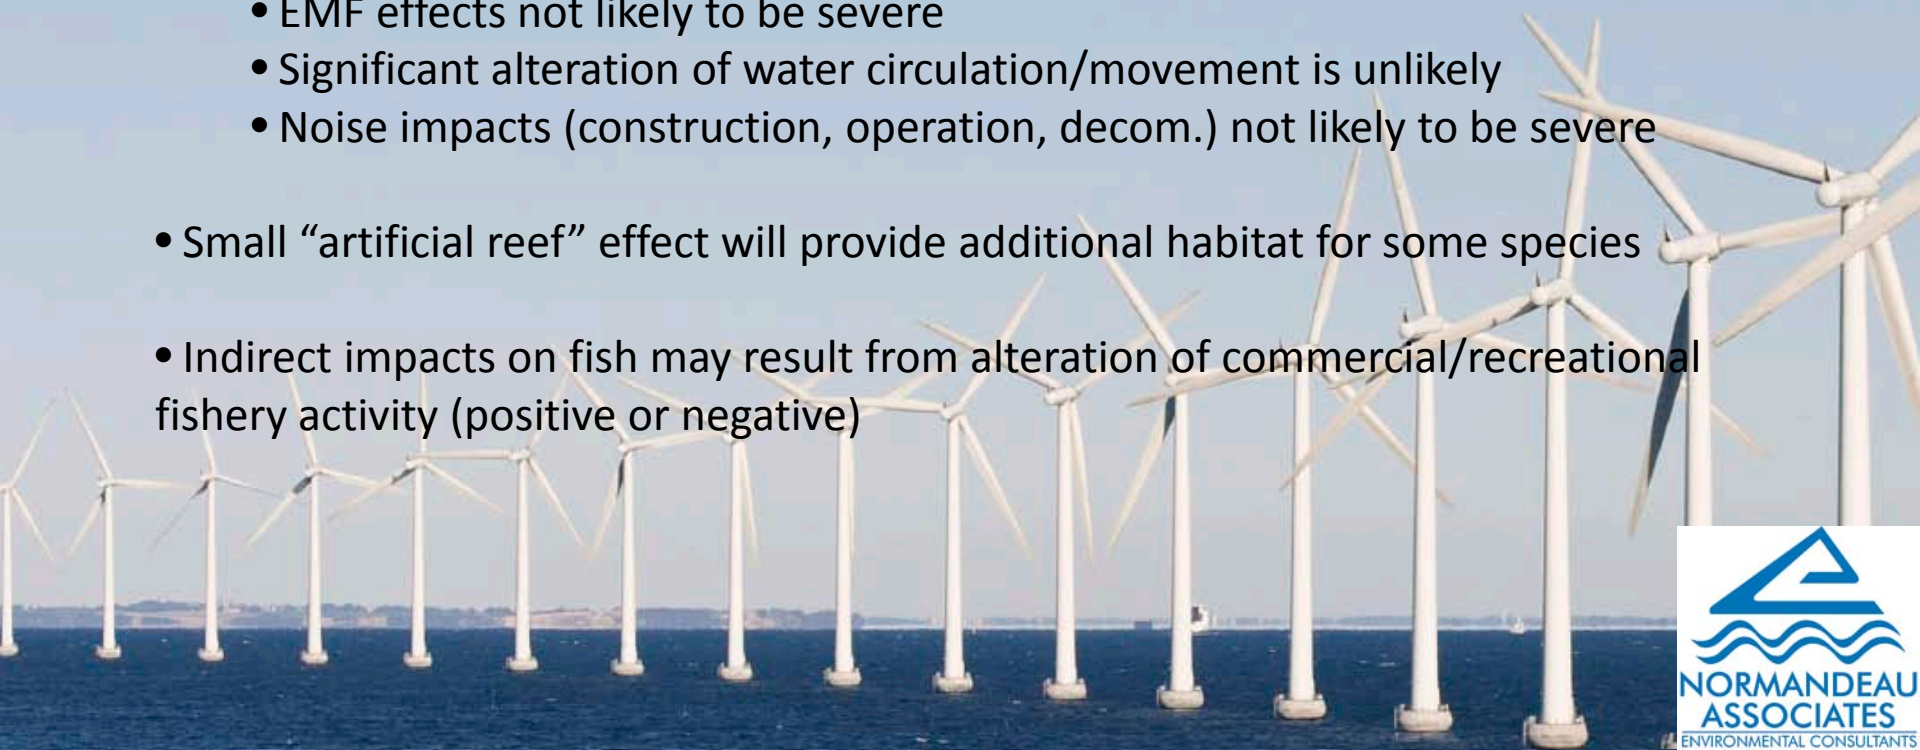 • EMF effects not likely to be severe
• Significant alteration of water circulation/movement is unlikely
• Noise impacts (construction, operation, decom.) not likely to be severe
• Small “artificial reef” effect will provide additional habitat for some species
• Indirect impacts on fish may result from alteration of commercial/recreational
fishery activity (positive or negative)
NORMANDEAU
ASSOCIATES
ENVIRONMENTAL CONSULTANTS